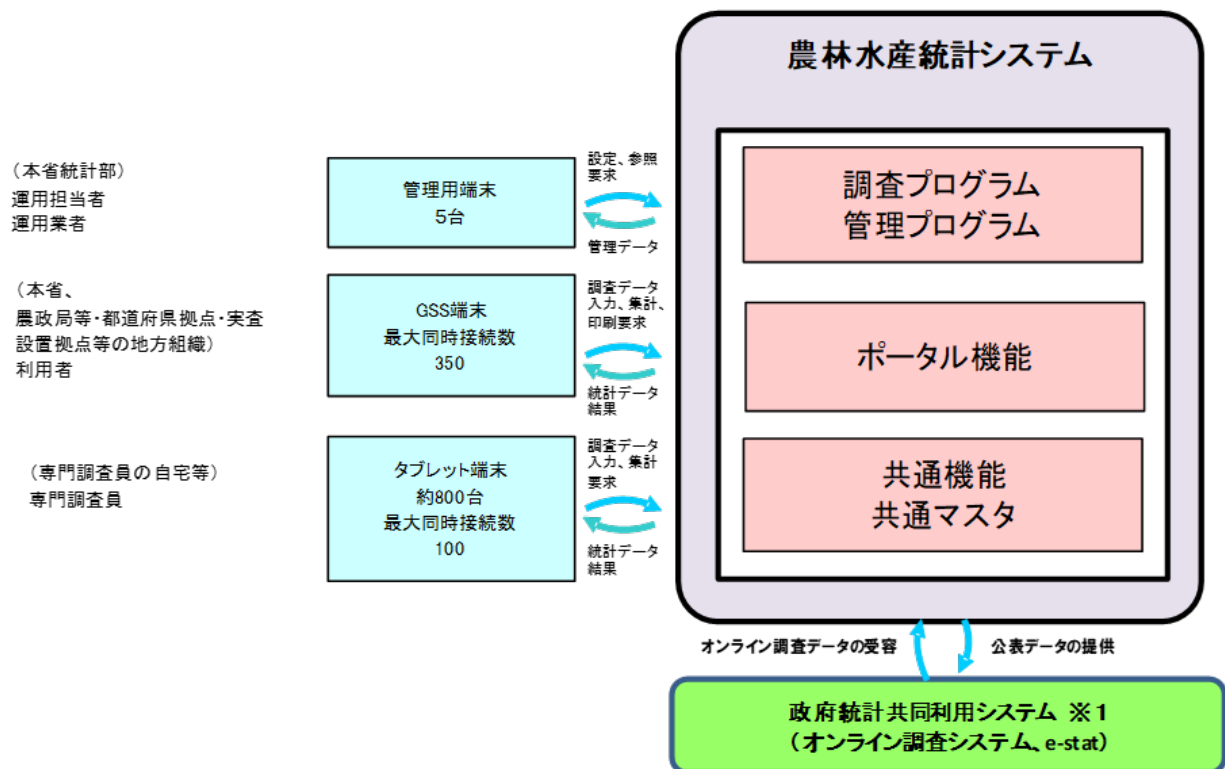 農林水産統計システム
(本省統計部)
運用担当者
運用業者
管理用端末
5台
設定、参照
要求
管理データ
調査プログラム
管理プログラム
(本省、
農政局等・都道府県拠点・実査
設置拠点等の地方組織)
利用者
GSS端末
最大同時接続数
350
調査データ
入力、集計、
印刷要求
統計データ
結果
ポータル機能
(専門調査員の自宅等)
専門調査員
タブレット端末
約800台
最大同時接続数
100
調査データ
入力、集計
要求
統計データ
結果
共通機能
共通マスタ
オンライン調査データの受容
公表データの提供
政府統計共同利用システム ※1
(オンライン調査システム、e-stat)